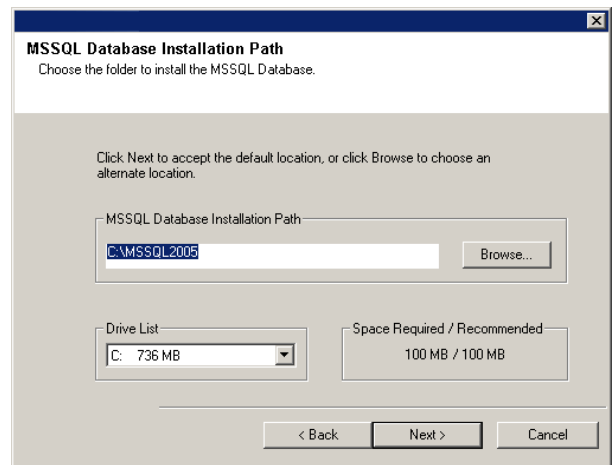 MSSQL Database Installation Path
Choose the folder to install the MSSQL Database.
Click Next to accept the default location, or click Browse to choose an
alternate location.
MSSQL Database Installation Path
C:\MSSQL2005
Browse...
Drive List
C: 736 MB
Space Required / Recommended
100 MB / 100 MB
< Back
Next >
Cancel